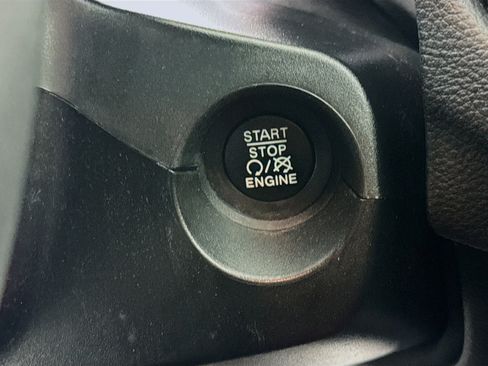 START
STOP
/
ENGINE